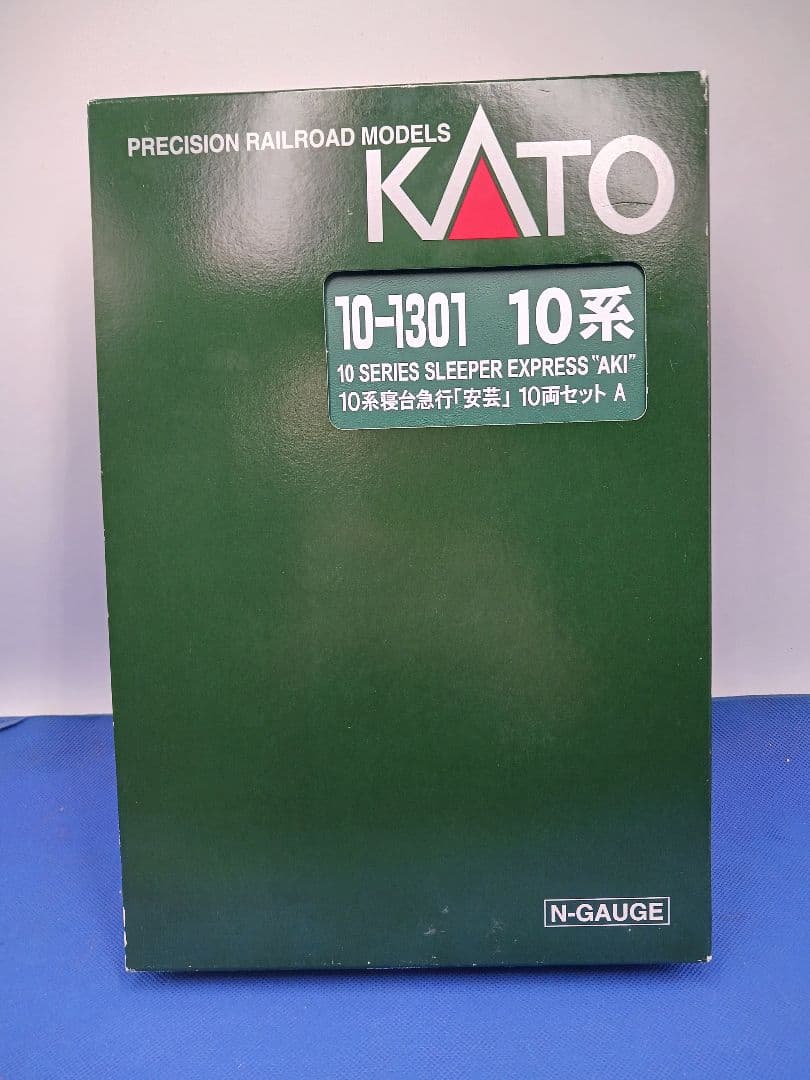 PRECISION RAILROAD MODELS
KATO
10-1301 10系
10 SERIES SLEEPER EXPRESS "AKI"
10系寝台急行「安芸」 10両セット A
N-GAUGE